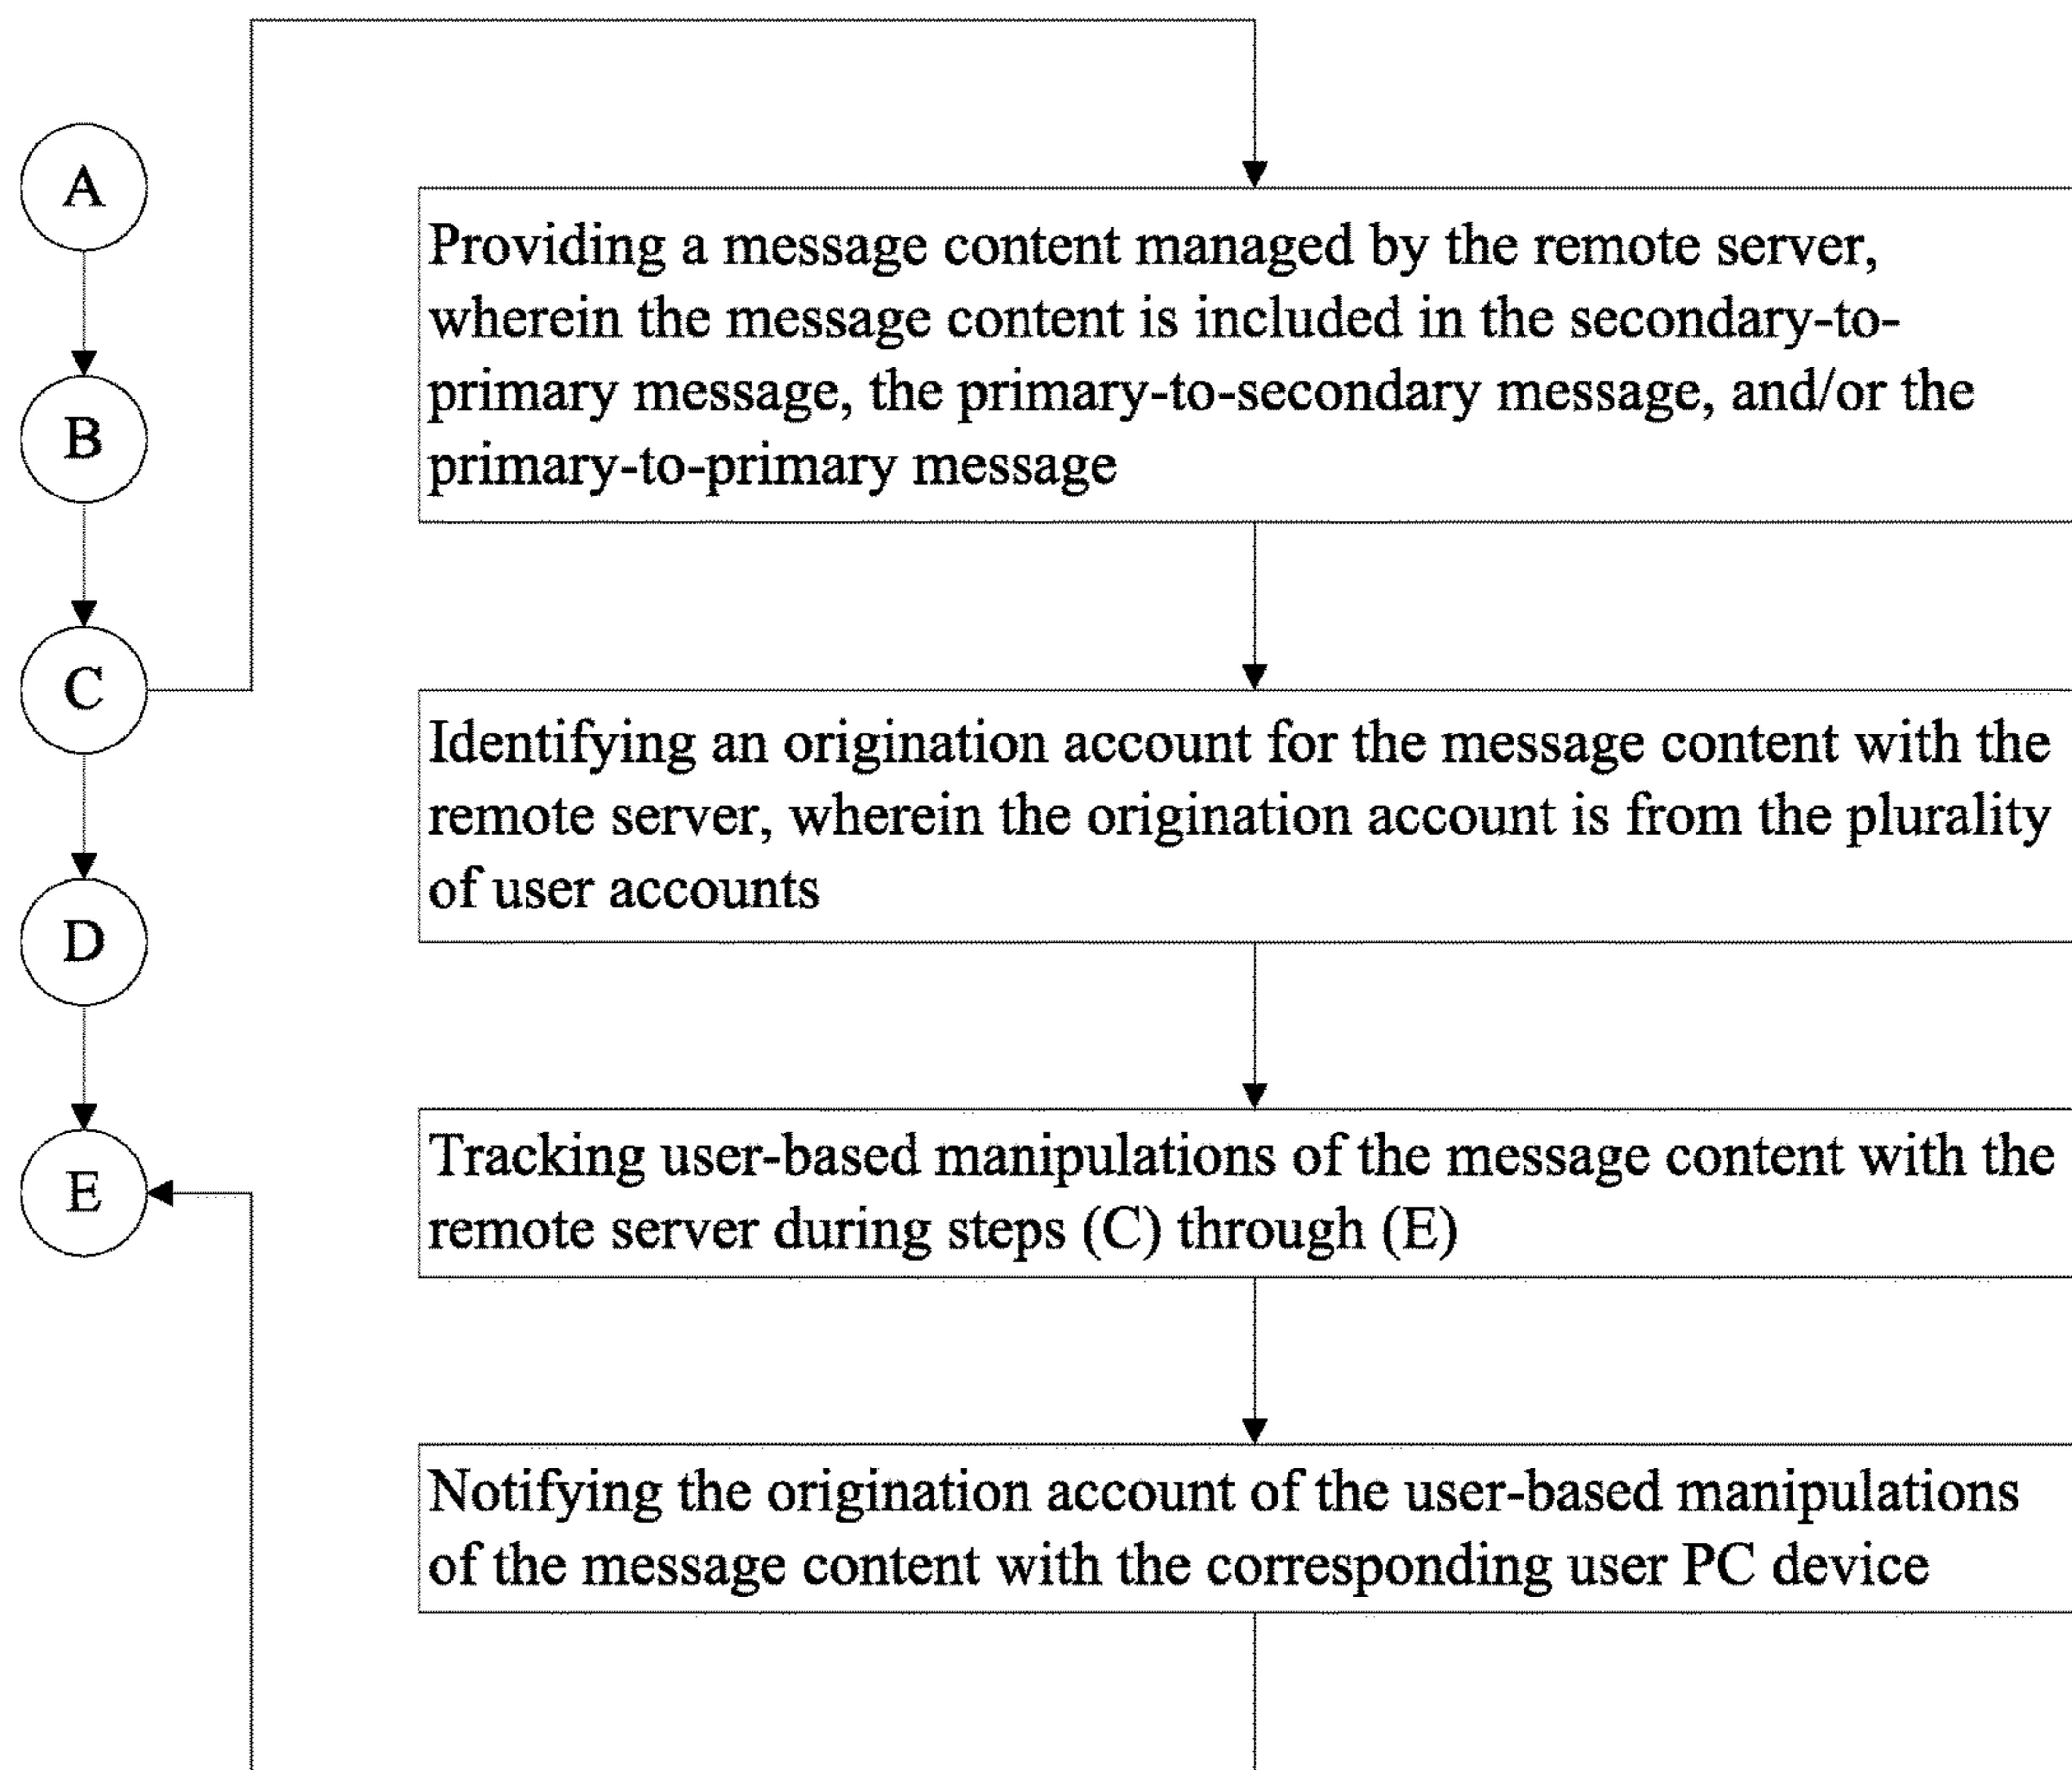 A
B
C
D
E
Providing a message content managed by the remote server,
wherein the message content is included in the secondary-to-
primary message, the primary-to-secondary message, and/or the
primary-to-primary message
Identifying an origination account for the message content with the
remote server, wherein the origination account is from the plurality
of user accounts
Tracking user-based manipulations of the message content with the
remote server during steps (C) through (E)
Notifying the origination account of the user-based manipulations
of the message content with the corresponding user PC device